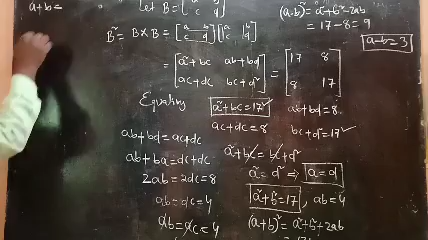 a+b=
let B = [a b c d]
B² = B×B = [a b c d] [a b c d]
= [a²+bc ab+bd ac+dc bc+d²] = [17 8 8 17]
Equating a²+bc=17 ab+bd=8
ac+dc=8 bc+d²=17
ab+bd = ac+dc
ab+ba=dc+dc
2ab=2dc=8
ab=dc=4
ab=dc=4
a²+bc = bc+d²
a²=d² ⇒ a=d
a²+b²=17, ab=4
(a+b)² = a²+b²+2ab
(a-b)² = a²+b²-2ab
= 17-8=9
a-b=3